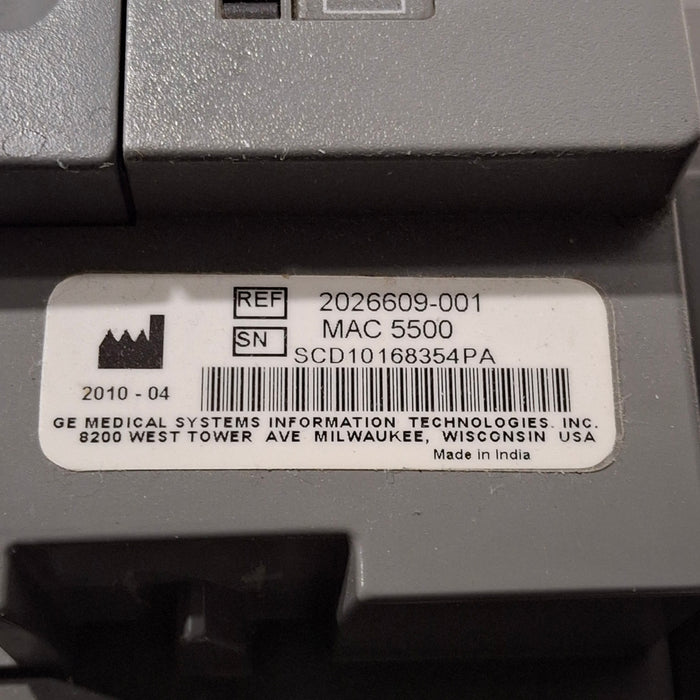 REF 2026609-001
MAC 5500
SN SCD10168354PA
2010 - 04
GE MEDICAL SYSTEMS INFORMATION TECHNOLOGIES, INC.
8200 WEST TOWER AVE MILWAUKEE, WISCONSIN USA
Made in India